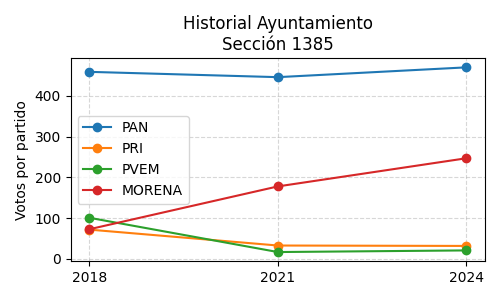 Historial Ayuntamiento
Sección 1385
Votos por partido
400
300
200
100
0
PAN
PRI
PVEM
MORENA
2018
2021
2024